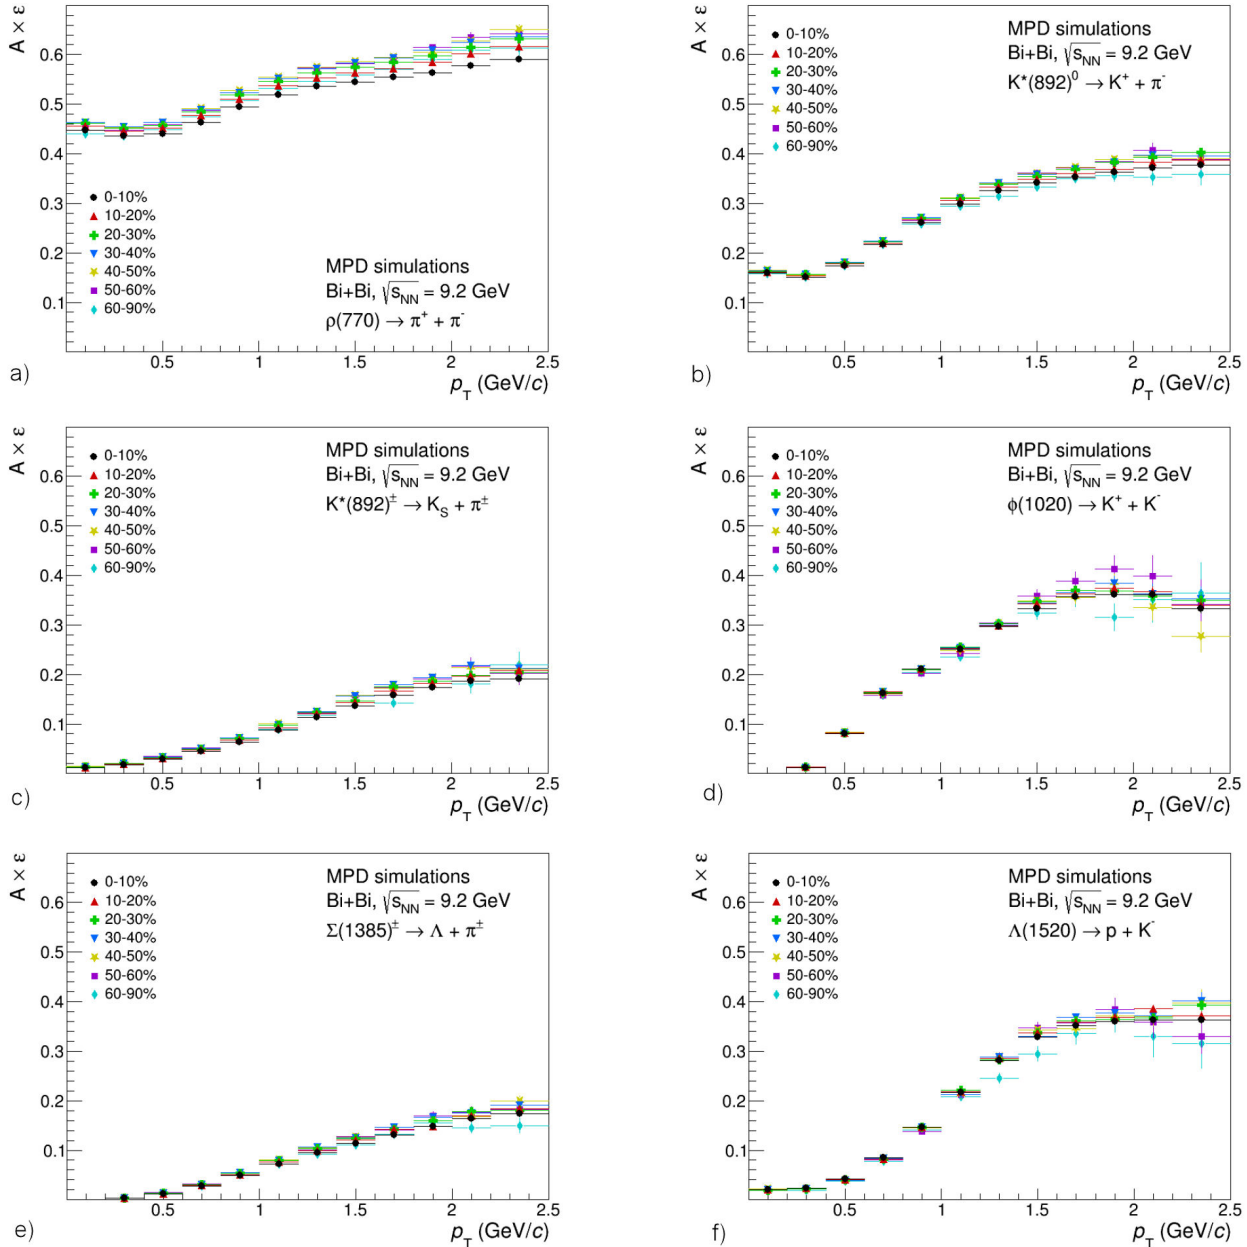 A × ε
0.6
0.5
0.4
0.3
0.2
0.1
0-10%
10-20%
20-30%
30-40%
40-50%
50-60%
60-90%
MPD simulations
Bi+Bi, √s_NN = 9.2 GeV
ρ(770) → π⁺ + π⁻
0.5 1 1.5 2 2.5
p_T (GeV/c)
a)
A × ε
0.6
0.5
0.4
0.3
0.2
0.1
0-10%
10-20%
20-30%
30-40%
40-50%
50-60%
60-90%
MPD simulations
Bi+Bi, √s_NN = 9.2 GeV
K*(892)⁰ → K⁺ + π⁻
0.5 1 1.5 2 2.5
p_T (GeV/c)
b)
A × ε
0.6
0.5
0.4
0.3
0.2
0.1
0-10%
10-20%
20-30%
30-40%
40-50%
50-60%
60-90%
MPD simulations
Bi+Bi, √s_NN = 9.2 GeV
K*(892)± → K_S + π±
0.5 1 1.5 2 2.5
p_T (GeV/c)
c)
A × ε
0.6
0.5
0.4
0.3
0.2
0.1
0-10%
10-20%
20-30%
30-40%
40-50%
50-60%
60-90%
MPD simulations
Bi+Bi, √s_NN = 9.2 GeV
ϕ(1020) → K⁺ + K⁻
0.5 1 1.5 2 2.5
p_T (GeV/c)
d)
A × ε
0.6
0.5
0.4
0.3
0.2
0.1
0-10%
10-20%
20-30%
30-40%
40-50%
50-60%
60-90%
MPD simulations
Bi+Bi, √s_NN = 9.2 GeV
Σ(1385)± → Λ + π±
0.5 1 1.5 2 2.5
p_T (GeV/c)
e)
A × ε
0.6
0.5
0.4
0.3
0.2
0.1
0-10%
10-20%
20-30%
30-40%
40-50%
50-60%
60-90%
MPD simulations
Bi+Bi, √s_NN = 9.2 GeV
Λ(1520) → p + K⁻
0.5 1 1.5 2 2.5
p_T (GeV/c)
f)